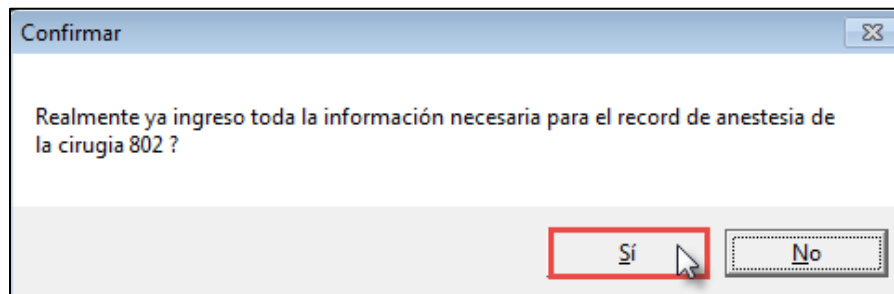 Confirmar
Realmente ya ingreso toda la información necesaria para el record de anestesia de
la cirugia 802 ?
Sí
No